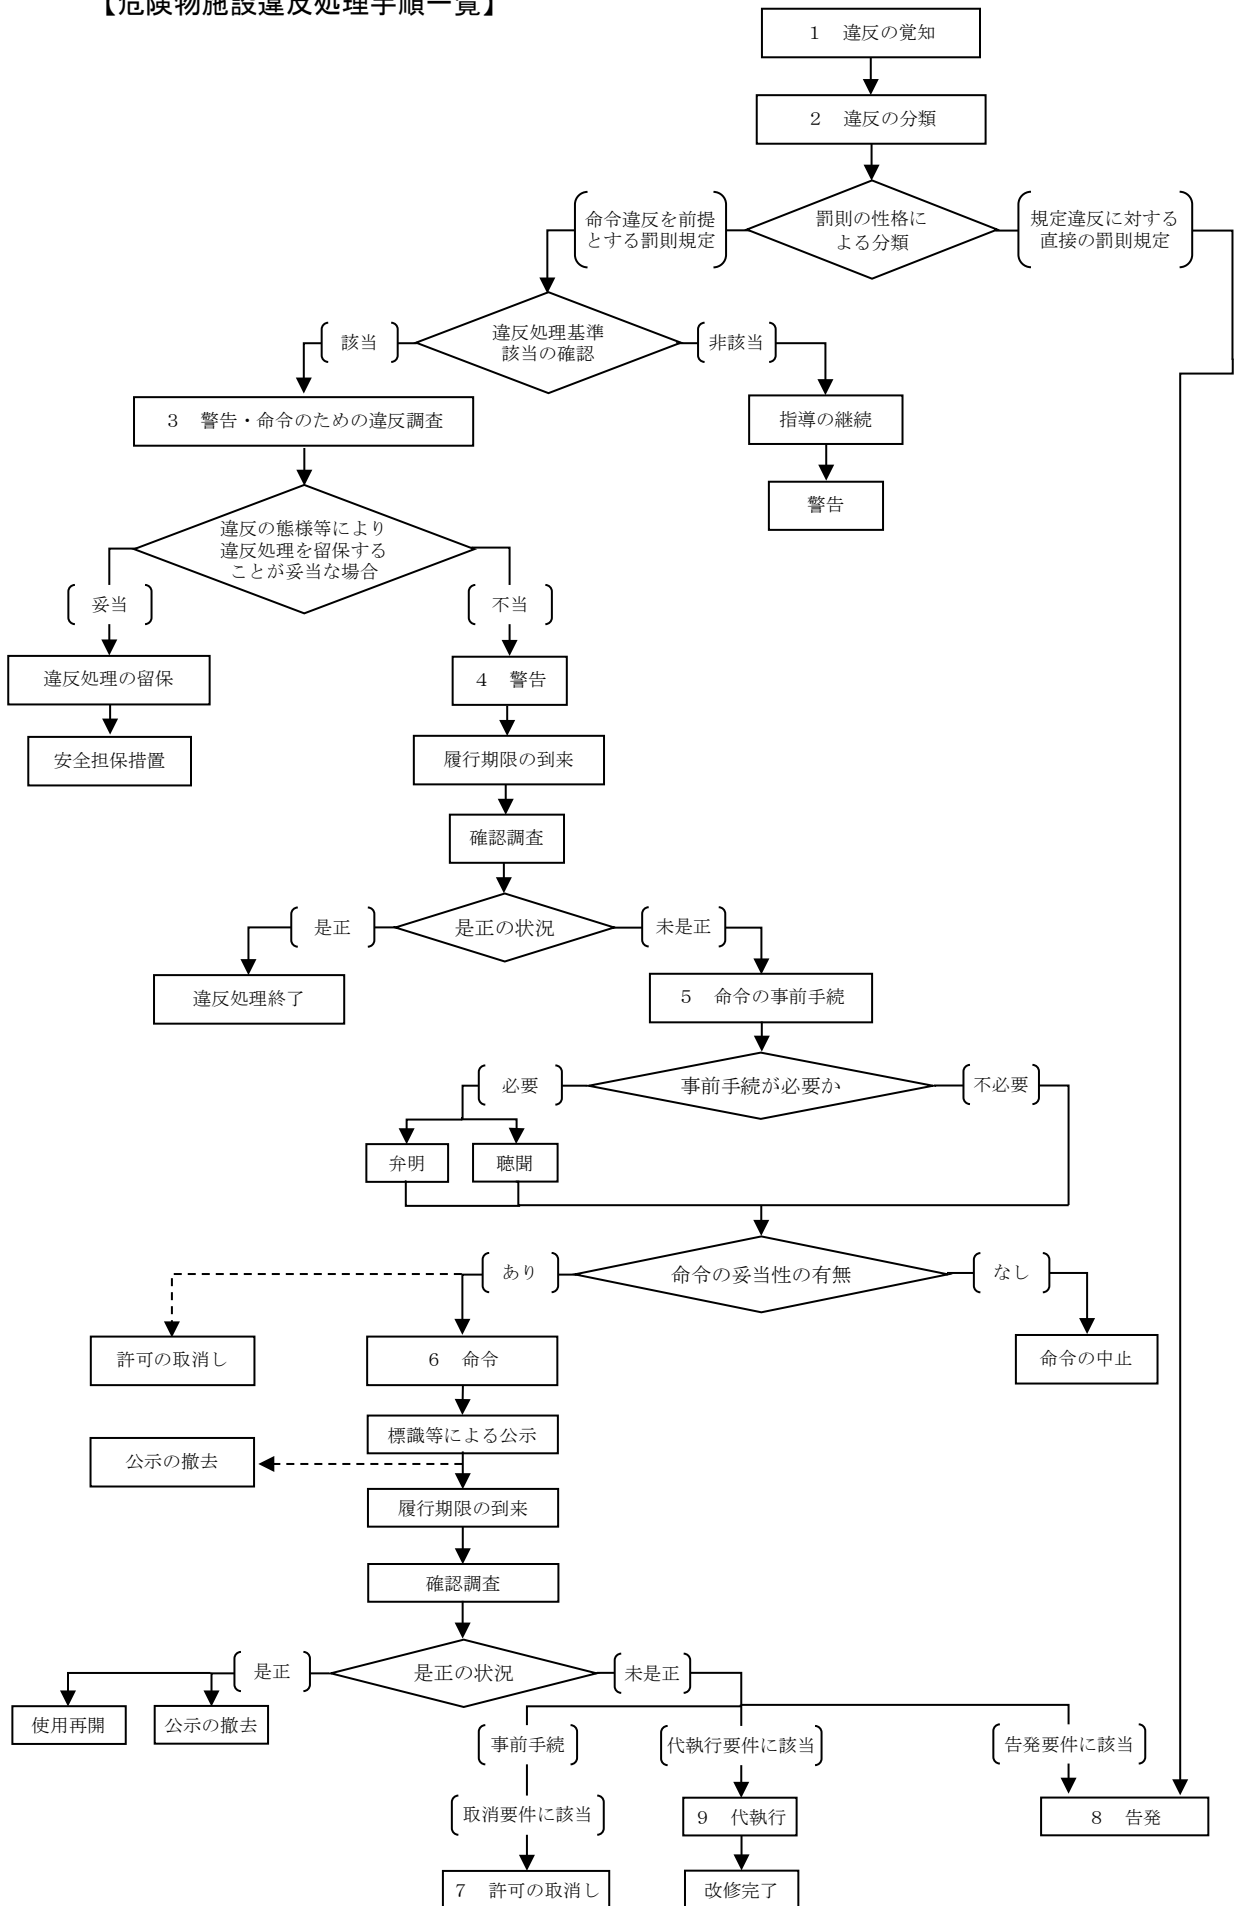 【危険物施設違反処理手順一覧】
１　違反の覚知
２　違反の分類
命令違反を前提
とする罰則規定
罰則の性格に
よる分類
規定違反に対する
直接の罰則規定
該当
違反処理基準
該当の確認
非該当
３　警告・命令のための違反調査
指導の継続
警告
違反の態様等により
違反処理を留保する
ことが妥当な場合
妥当
不当
違反処理の留保
４　警告
安全担保措置
履行期限の到来
確認調査
是正
是正の状況
未是正
違反処理終了
５　命令の事前手続
必要
事前手続が必要か
不必要
弁明
聴聞
あり
命令の妥当性の有無
なし
許可の取消し
６　命令
命令の中止
標識等による公示
公示の撤去
履行期限の到来
確認調査
是正
是正の状況
未是正
使用再開
公示の撤去
事前手続
代執行要件に該当
告発要件に該当
取消要件に該当
９　代執行
８　告発
７　許可の取消し
改修完了